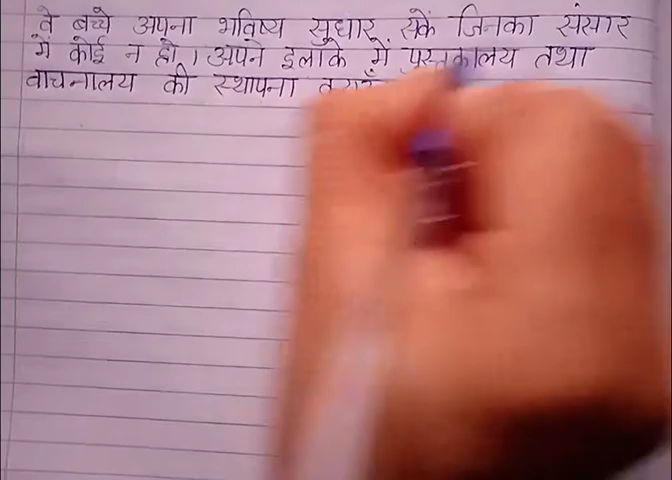 वे बच्चे अपना भविष्य सुधार सकें जिनका संसार
में कोई न हो। अपने इलाके में पुस्तकालय तथा
वाचनालय की स्थापना